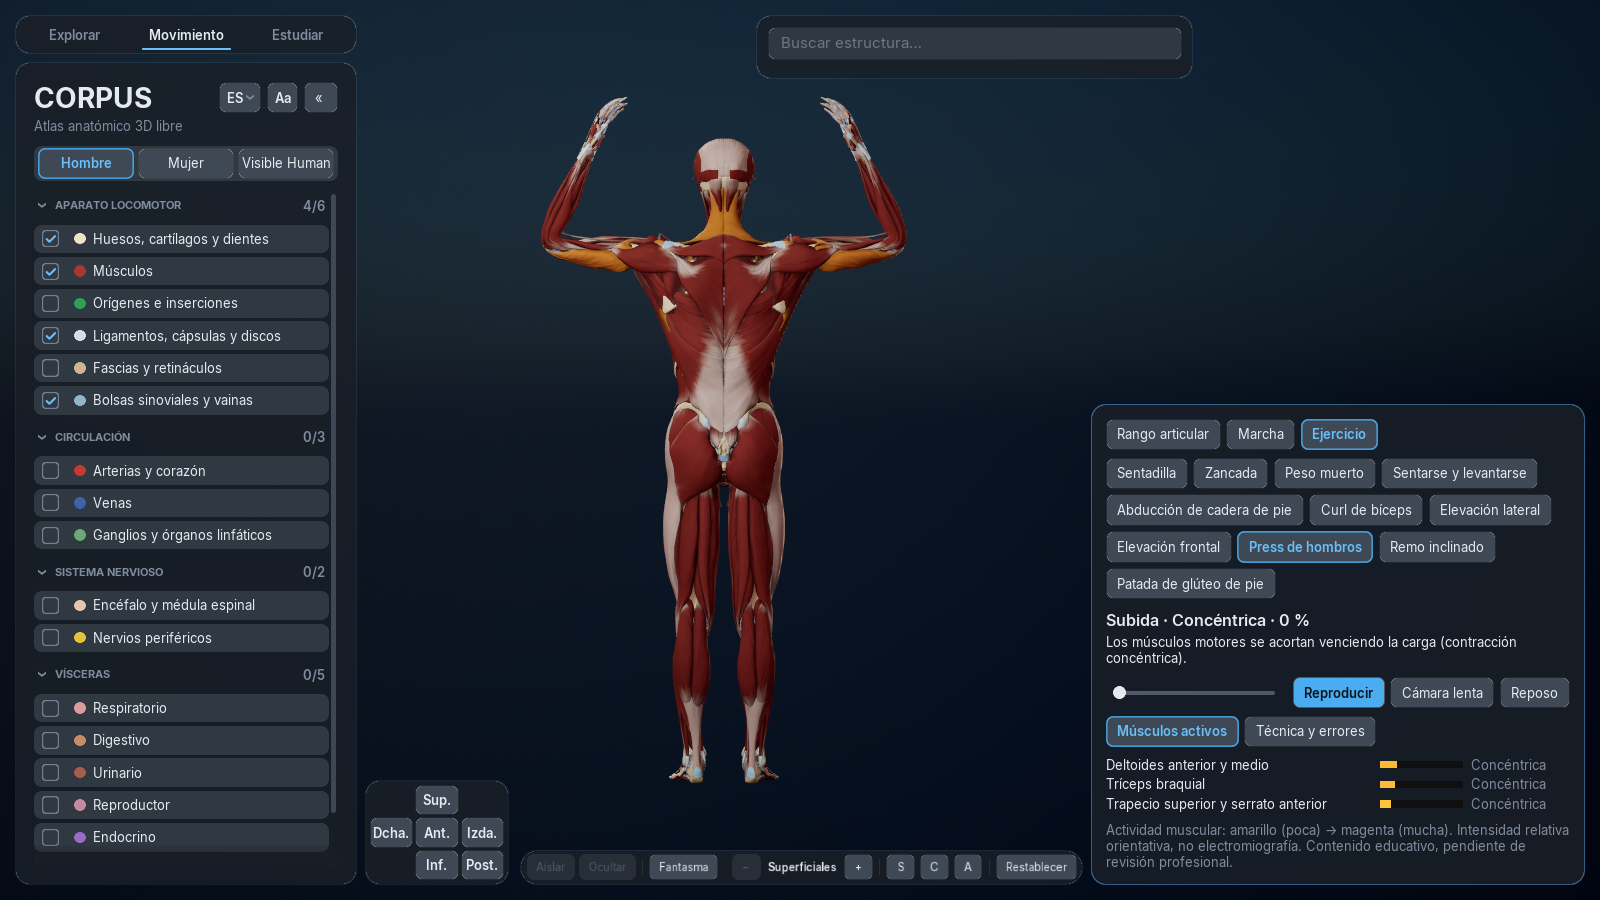 Explorar Movimiento Estudiar
Buscar estructura...
CORPUS ES Aa «
Atlas anatómico 3D libre
Hombre Mujer Visible Human
APARATO LOCOMOTOR 4/6
Huesos, cartílagos y dientes
Músculos
Orígenes e inserciones
Ligamentos, cápsulas y discos
Fascias y retináculos
Bolsas sinoviales y vainas
CIRCULACIÓN 0/3
Arterias y corazón
Venas
Ganglios y órganos linfáticos
SISTEMA NERVIOSO 0/2
Encéfalo y médula espinal
Nervios periféricos
VÍSCERAS 0/5
Respiratorio
Digestivo
Urinario
Reproductor
Endocrino
Sup.
Dcha. Ant. Izda.
Inf. Post.
Aislar Ocultar Fantasma − Superficiales + S C A Restablecer
Rango articular Marcha Ejercicio
Sentadilla Zancada Peso muerto Sentarse y levantarse
Abducción de cadera de pie Curl de bíceps Elevación lateral
Elevación frontal Press de hombros Remo inclinado
Patada de glúteo de pie
Subida · Concéntrica · 0 %
Los músculos motores se acortan venciendo la carga (contracción
concéntrica).
Reproducir Cámara lenta Reposo
Músculos activos Técnica y errores
Deltoides anterior y medio Concéntrica
Tríceps braquial Concéntrica
Trapecio superior y serrato anterior Concéntrica
Actividad muscular: amarillo (poca) → magenta (mucha). Intensidad relativa
orientativa, no electromiografía. Contenido educativo, pendiente de
revisión profesional.